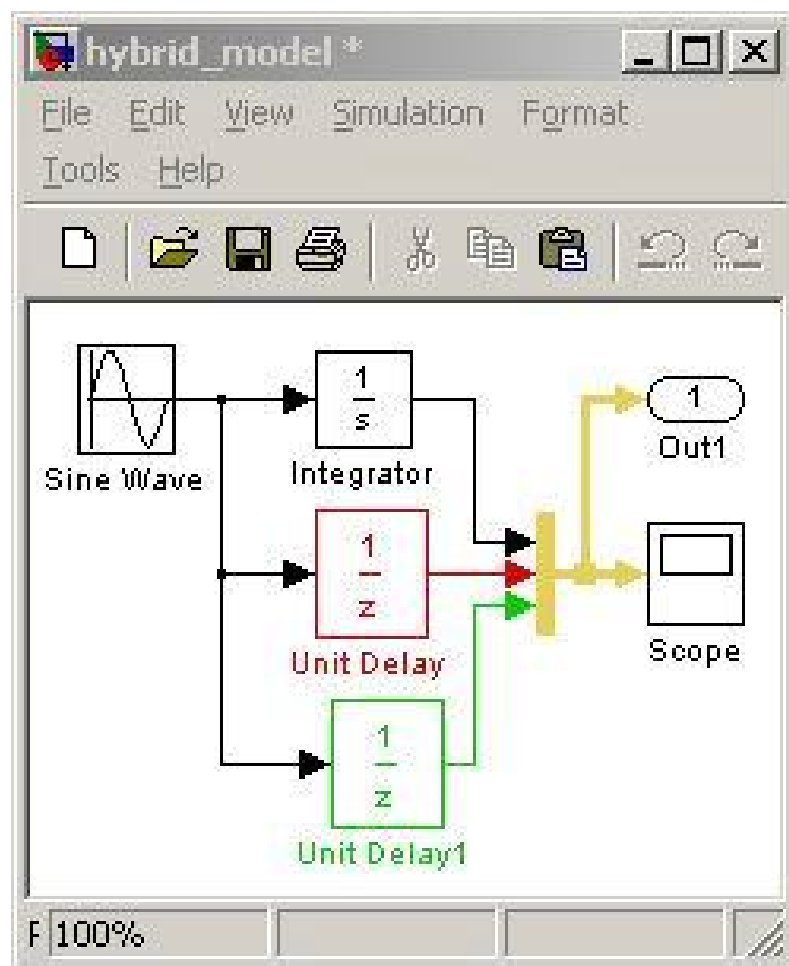 hybrid_model *
File Edit View Simulation Format
Tools Help
Sine Wave
1
s
Integrator
1
Out1
1
z
Unit Delay
Scope
1
z
Unit Delay1
F 100%